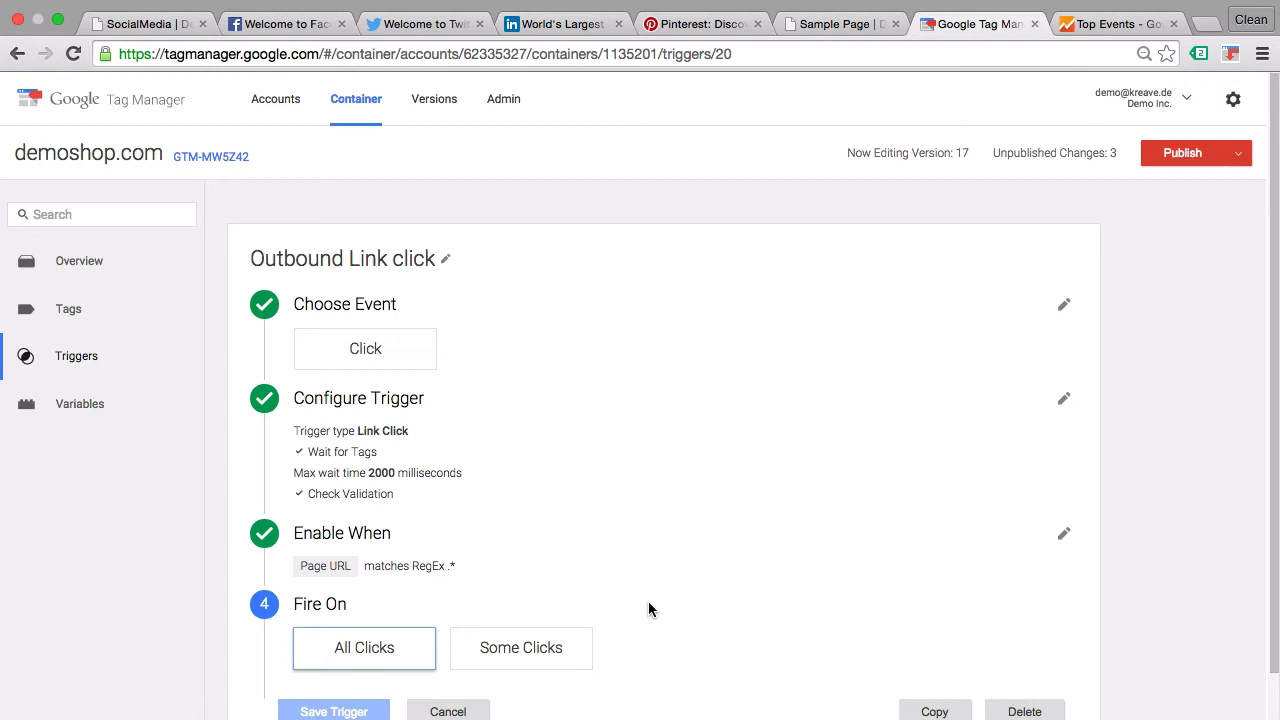 SocialMedia | De
Welcome to Fac
Welcome to Twit
World's Largest
Pinterest: Discov
Sample Page | D
Google Tag Man
Top Events - Goo
Clean
https://tagmanager.google.com/#/container/accounts/62335327/containers/1135201/triggers/20
2
Google Tag Manager
Accounts
Container
Versions
Admin
demo@kreave.de
Demo Inc.
demoshop.com GTM-MW5Z42
Now Editing Version: 17
Unpublished Changes: 3
Publish
Search
Overview
Tags
Triggers
Variables
Outbound Link click
Choose Event
Click
Configure Trigger
Trigger type Link Click
Wait for Tags
Max wait time 2000 milliseconds
Check Validation
Enable When
Page URL matches RegEx .*
4 Fire On
All Clicks
Some Clicks
Save Trigger
Cancel
Copy
Delete